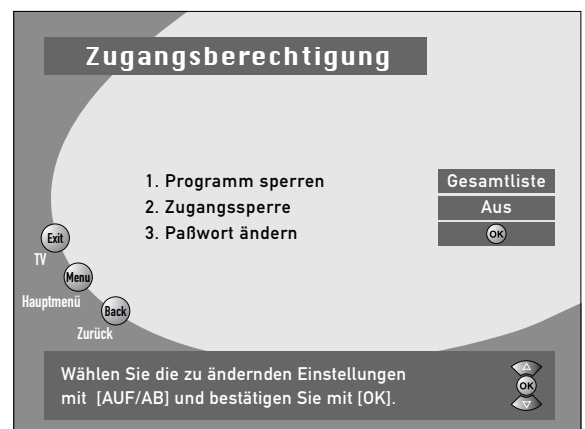 Zugangsberechtigung
1. Programm sperren
Gesamtliste
2. Zugangssperre
Aus
3. Paßwort ändern
OK
Exit
TV
Menu
Hauptmenü
Back
Zurück
Wählen Sie die zu ändernden Einstellungen
mit [AUF/AB] und bestätigen Sie mit [OK].
OK